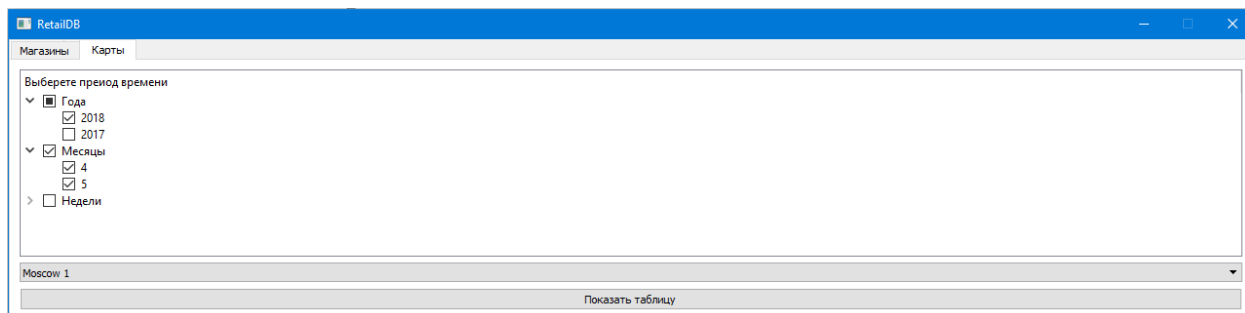 RetailDB
Магазины Карты
Выберете преиод времени
Года
2018
2017
Месяцы
4
5
Недели
Moscow 1
Показать таблицу